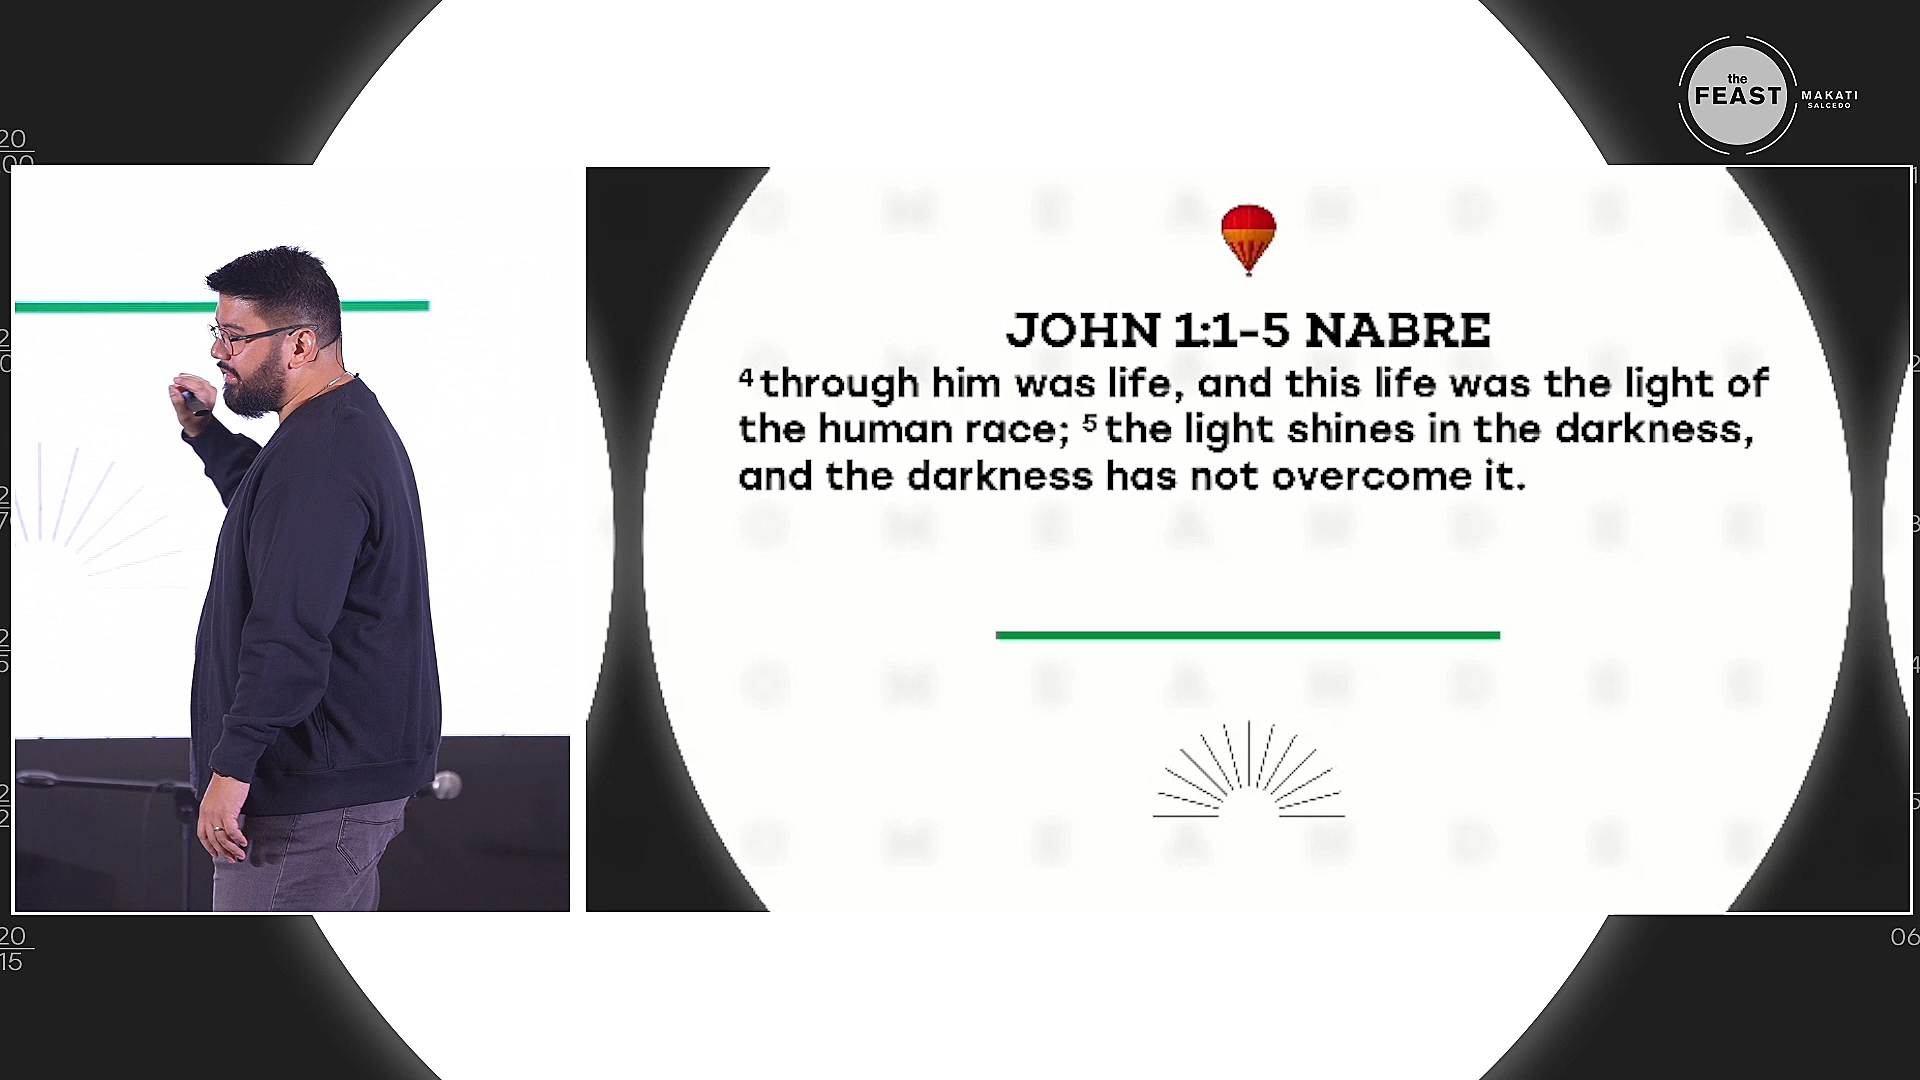 the
FEAST
MAKATI
SALCEDO
JOHN 1:1-5 NABRE
4 through him was life, and this life was the light of
the human race; 5 the light shines in the darkness,
and the darkness has not overcome it.
O M E A N D S E
O M E A N D S E
O M E A N D S E
O M E A N D S E
20
20
15
06